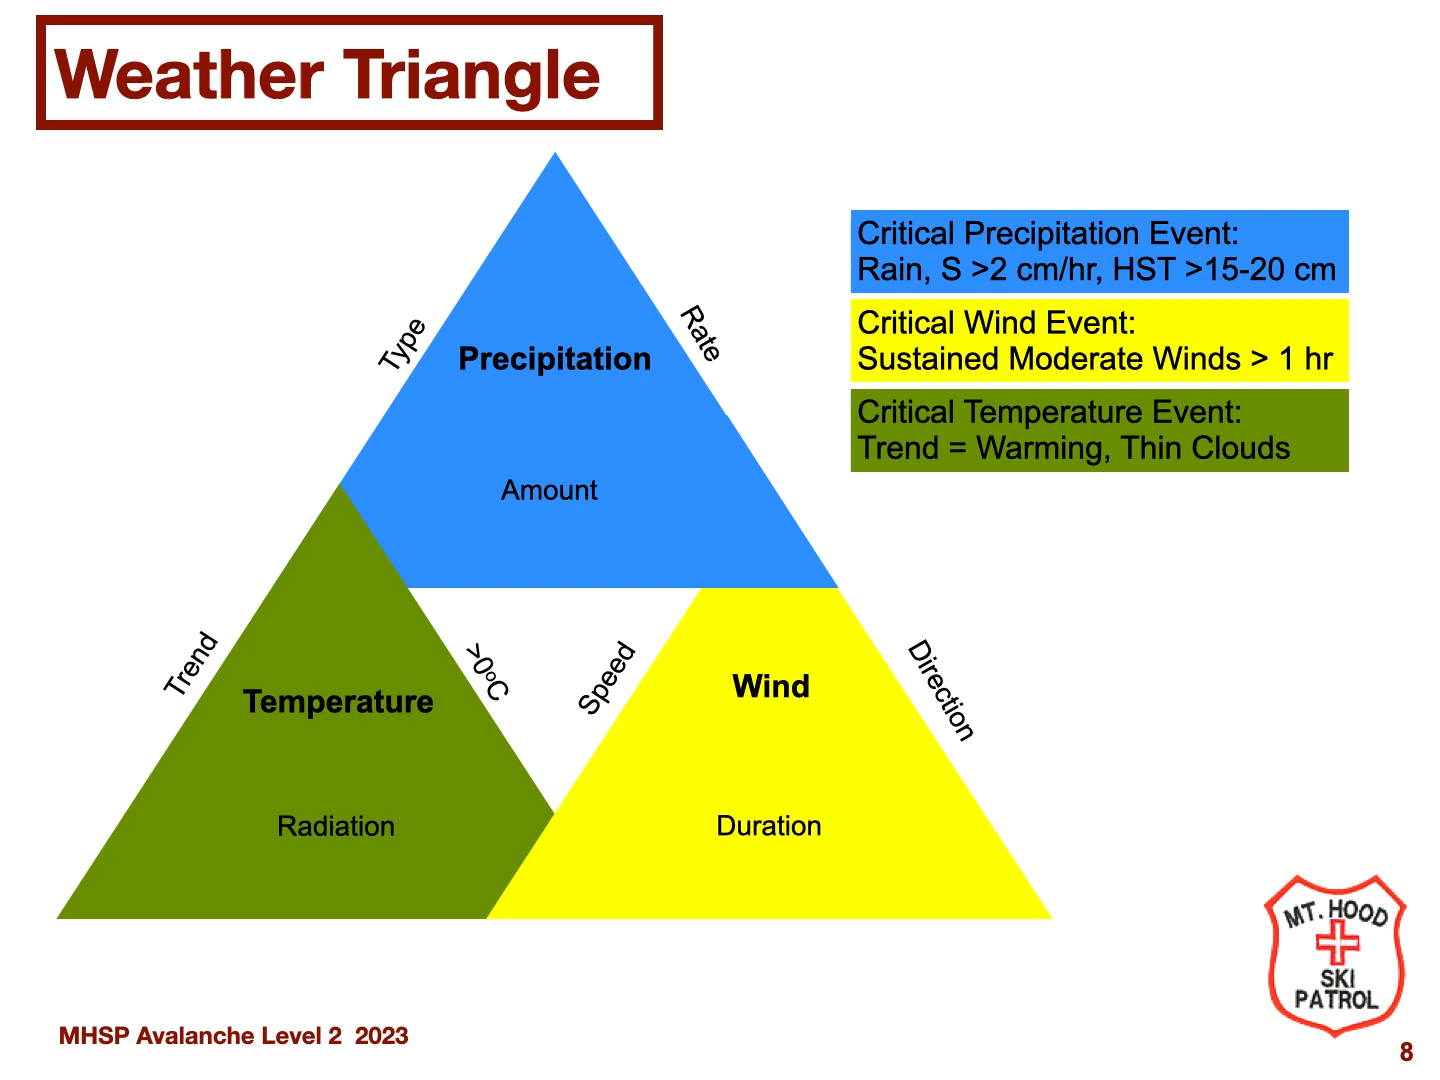 Weather Triangle
Critical Precipitation Event:
Rain, S >2 cm/hr, HST >15-20 cm
Critical Wind Event:
Sustained Moderate Winds > 1 hr
Critical Temperature Event:
Trend = Warming, Thin Clouds
Type
Rate
Precipitation
Amount
Trend
>0ºC
Temperature
Radiation
Speed
Direction
Wind
Duration
MT. HOOD
SKI
PATROL
MHSP Avalanche Level 2  2023
8